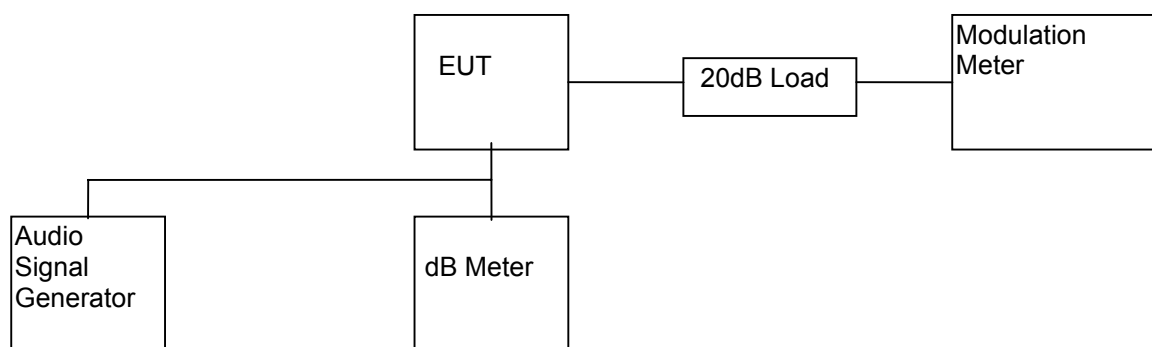 EUT
20dB Load
Modulation
Meter
Audio
Signal
Generator
dB Meter